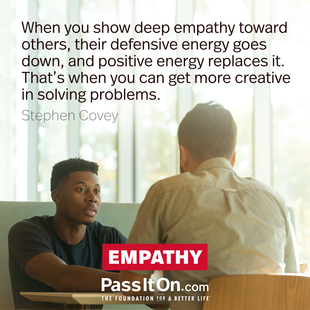 When you show deep empathy toward
others, their defensive energy goes
down, and positive energy replaces it.
That's when you can get more creative
in solving problems.
Stephen Covey
EMPATHY
PassItOn.com
THE FOUNDATION FOR A BETTER LIFE